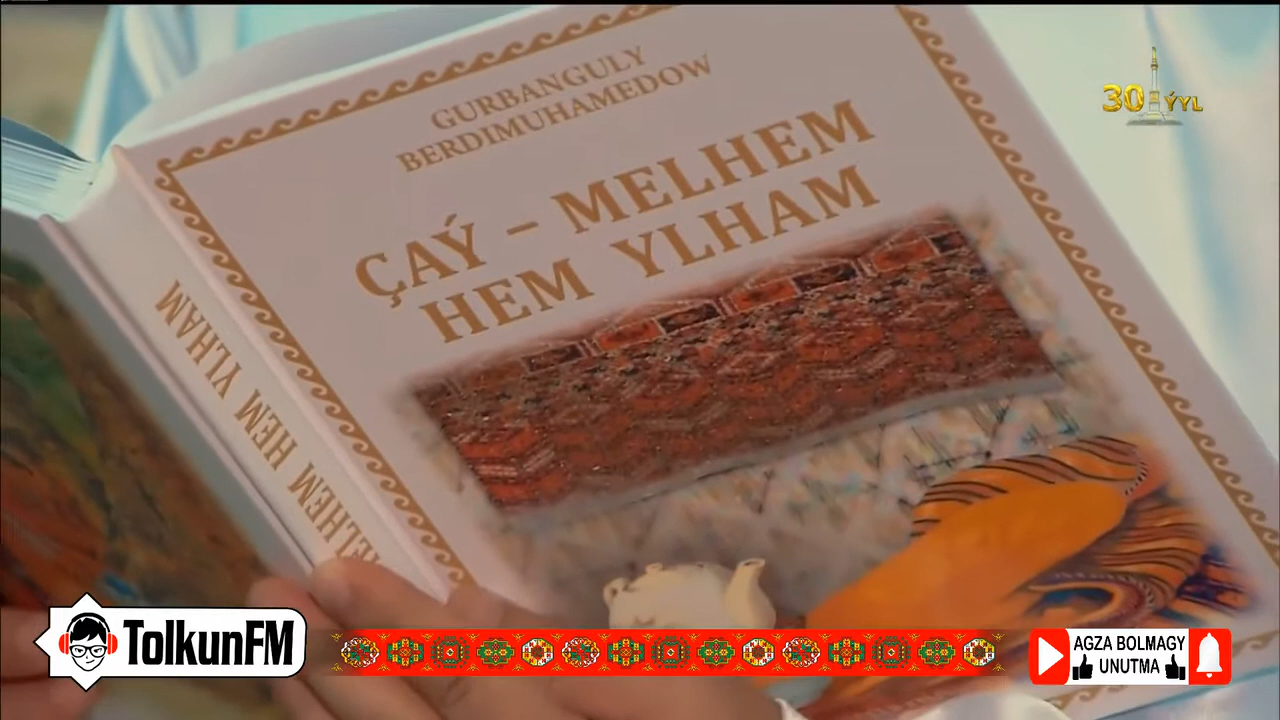 GURBANGULY
BERDIMUHAMEDOW
ÇAÝ – MELHEM
HEM YLHAM
MELHEM HEM YLHAM
30 ÝYL
TolkunFM
AGZA BOLMAGY
UNUTMA